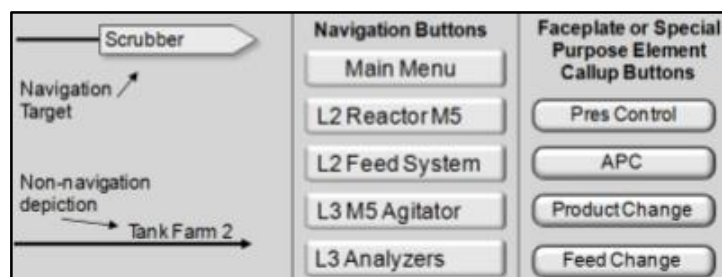 Scrubber
Navigation
Target
Non-navigation
depiction
Tank Farm 2
Navigation Buttons
Main Menu
L2 Reactor M5
L2 Feed System
L3 M5 Agitator
L3 Analyzers
Faceplate or Special
Purpose Element
Callup Buttons
Pres Control
APC
Product Change
Feed Change